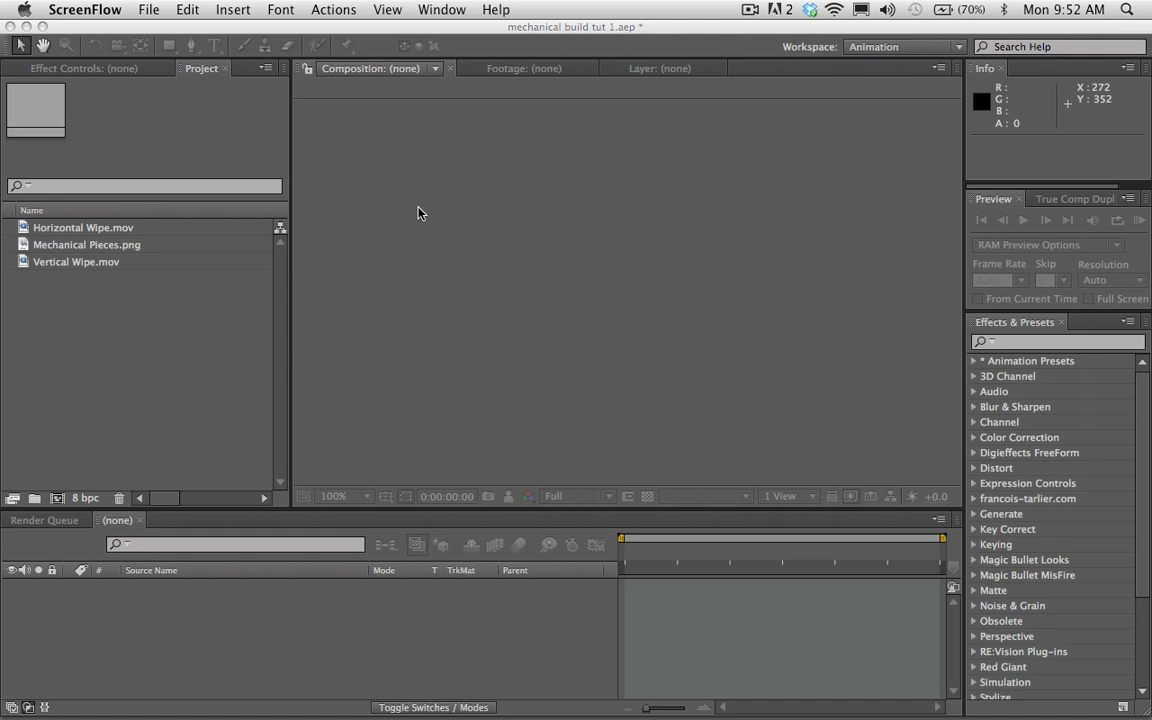 ScreenFlow File Edit Insert Font Actions View Window Help 2 (70%) Mon 9:52 AM
mechanical build tut 1.aep *
Workspace: Animation Search Help
Effect Controls: (none) Project Composition: (none) Footage: (none) Layer: (none) Info
R: X: 272
G: Y: 352
B:
A: 0
Name
Horizontal Wipe.mov
Mechanical Pieces.png
Vertical Wipe.mov
Preview True Comp Dupl
RAM Preview Options
Frame Rate Skip Resolution
Auto
From Current Time Full Screen
Effects & Presets
* Animation Presets
3D Channel
Audio
Blur & Sharpen
Channel
Color Correction
Digieffects FreeForm
Distort
Expression Controls
francois-tarlier.com
Generate
Key Correct
Keying
Magic Bullet Looks
Magic Bullet MisFire
Matte
Noise & Grain
Obsolete
Perspective
RE:Vision Plug-ins
Red Giant
Simulation
Stylize
8 bpc 100% 0:00:00:00 Full 1 View +0.0
Render Queue (none)
# Source Name Mode T TrkMat Parent
Toggle Switches / Modes